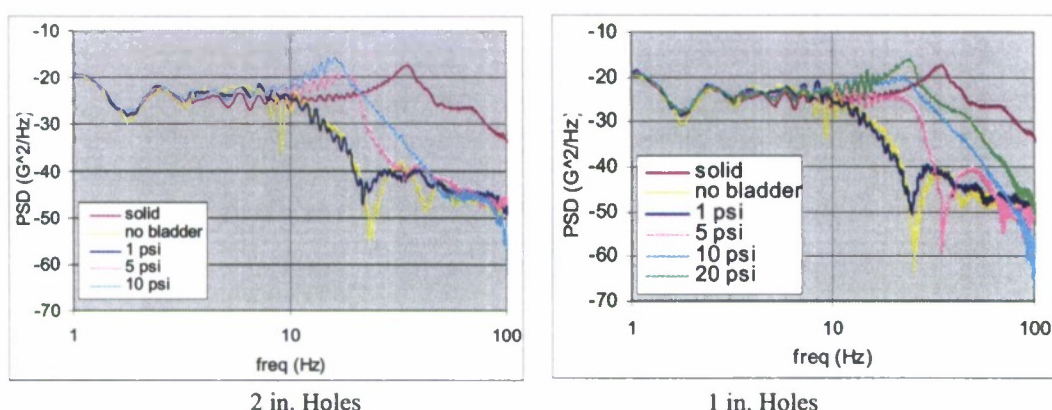 -10
-20
-30
-40
-50
-60
-70
PSD (G^2/Hz)
solid
no bladder
1 psi
5 psi
10 psi
1
10
100
freq (Hz)
2 in. Holes
-10
-20
-30
-40
-50
-60
-70
PSD (G^2/Hz)
solid
no bladder
1 psi
5 psi
10 psi
20 psi
1
10
100
freq (Hz)
1 in. Holes